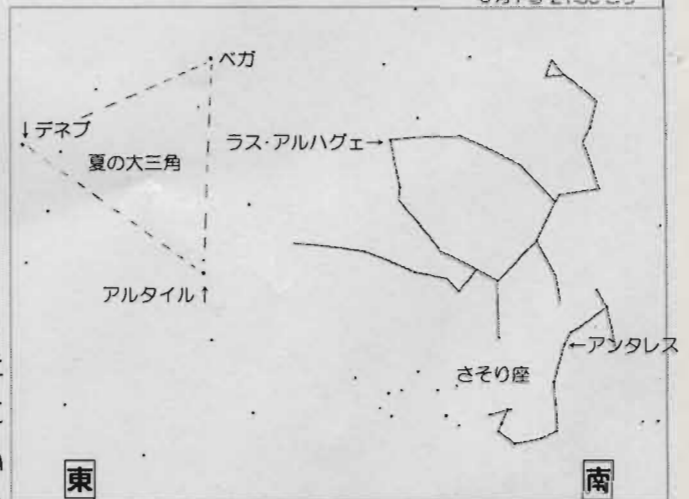 ベガ
↓デネブ
ラス・アルハグェ→
夏の大三角
アルタイル↑
←アンタレス
さそり座
東
南